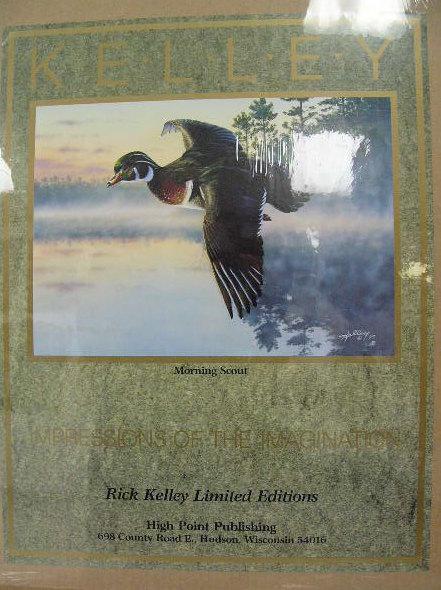 K·E·L·L·E·Y
Kelley
Morning Scout
IMPRESSIONS OF THE IMAGINATION
Rick Kelley Limited Editions
High Point Publishing
698 County Road E., Hudson, Wisconsin 54016